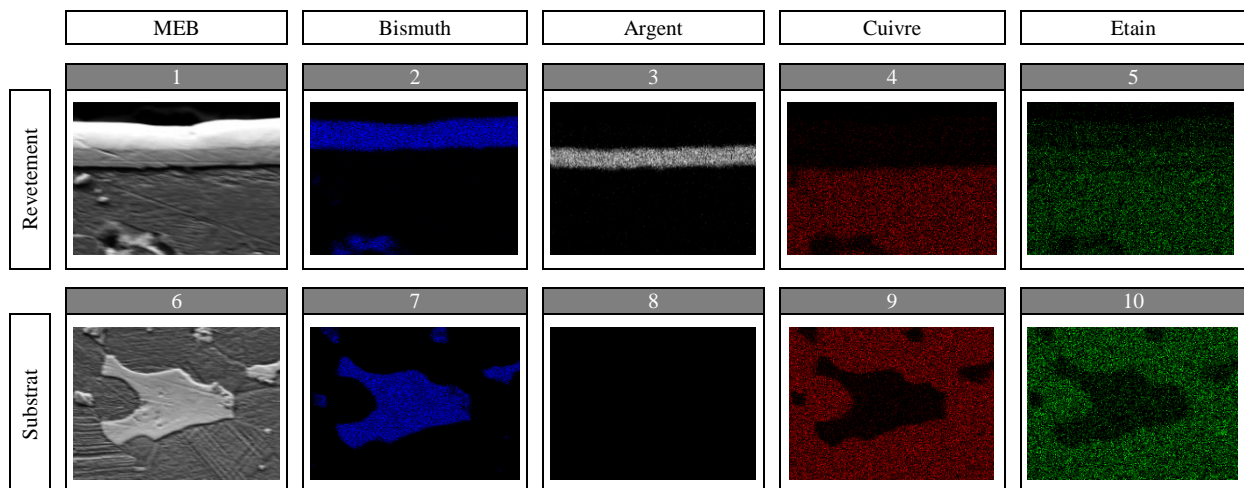 MEB Bismuth Argent Cuivre Etain
1 2 3 4 5
Revetement
6 7 8 9 10
Substrat